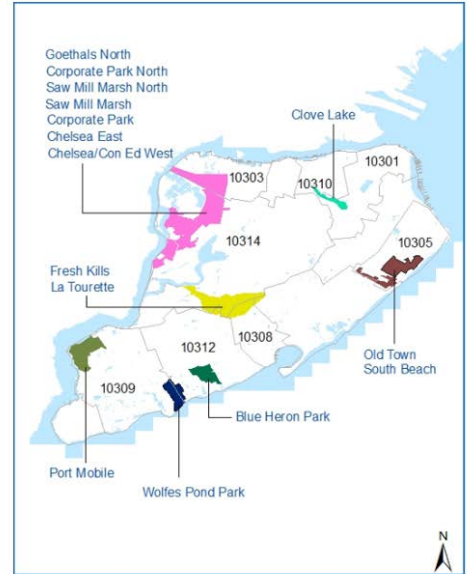 Goethals North
Corporate Park North
Saw Mill Marsh North
Saw Mill Marsh
Corporate Park
Chelsea East
Chelsea/Con Ed West
Clove Lake
10303
10310
10301
10314
10305
Fresh Kills
La Tourette
10308
10312
Old Town
South Beach
10309
Blue Heron Park
Port Mobile
Wolfes Pond Park
N